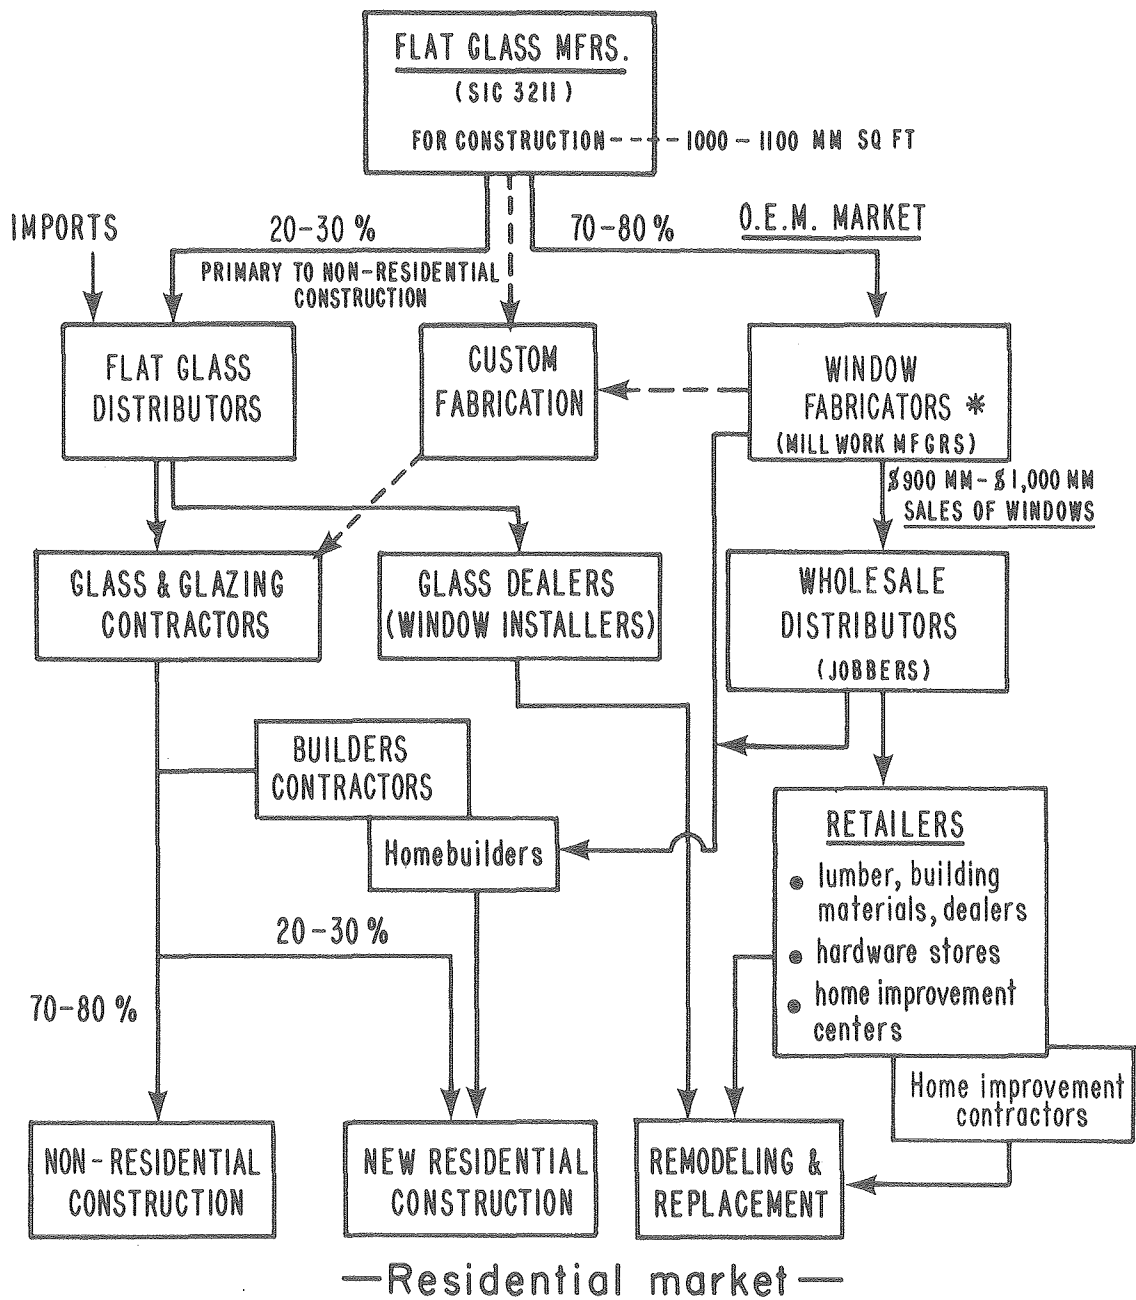 FLAT GLASS MFRS.
(SIC 3211)
FOR CONSTRUCTION
1000 - 1100 MM SQ FT
IMPORTS
20-30 %
70-80 %
O.E.M. MARKET
PRIMARY TO NON-RESIDENTIAL
CONSTRUCTION
FLAT GLASS
DISTRIBUTORS
CUSTOM
FABRICATION
WINDOW
FABRICATORS *
(MILL WORK MFGRS)
$900 MM - $1,000 MM
SALES OF WINDOWS
GLASS & GLAZING
CONTRACTORS
GLASS DEALERS
(WINDOW INSTALLERS)
WHOLESALE
DISTRIBUTORS
(JOBBERS)
BUILDERS
CONTRACTORS
Homebuilders
RETAILERS
• lumber, building
materials, dealers
• hardware stores
• home improvement
centers
20-30 %
70-80 %
Home improvement
contractors
NON-RESIDENTIAL
CONSTRUCTION
NEW RESIDENTIAL
CONSTRUCTION
REMODELING &
REPLACEMENT
—Residential market—